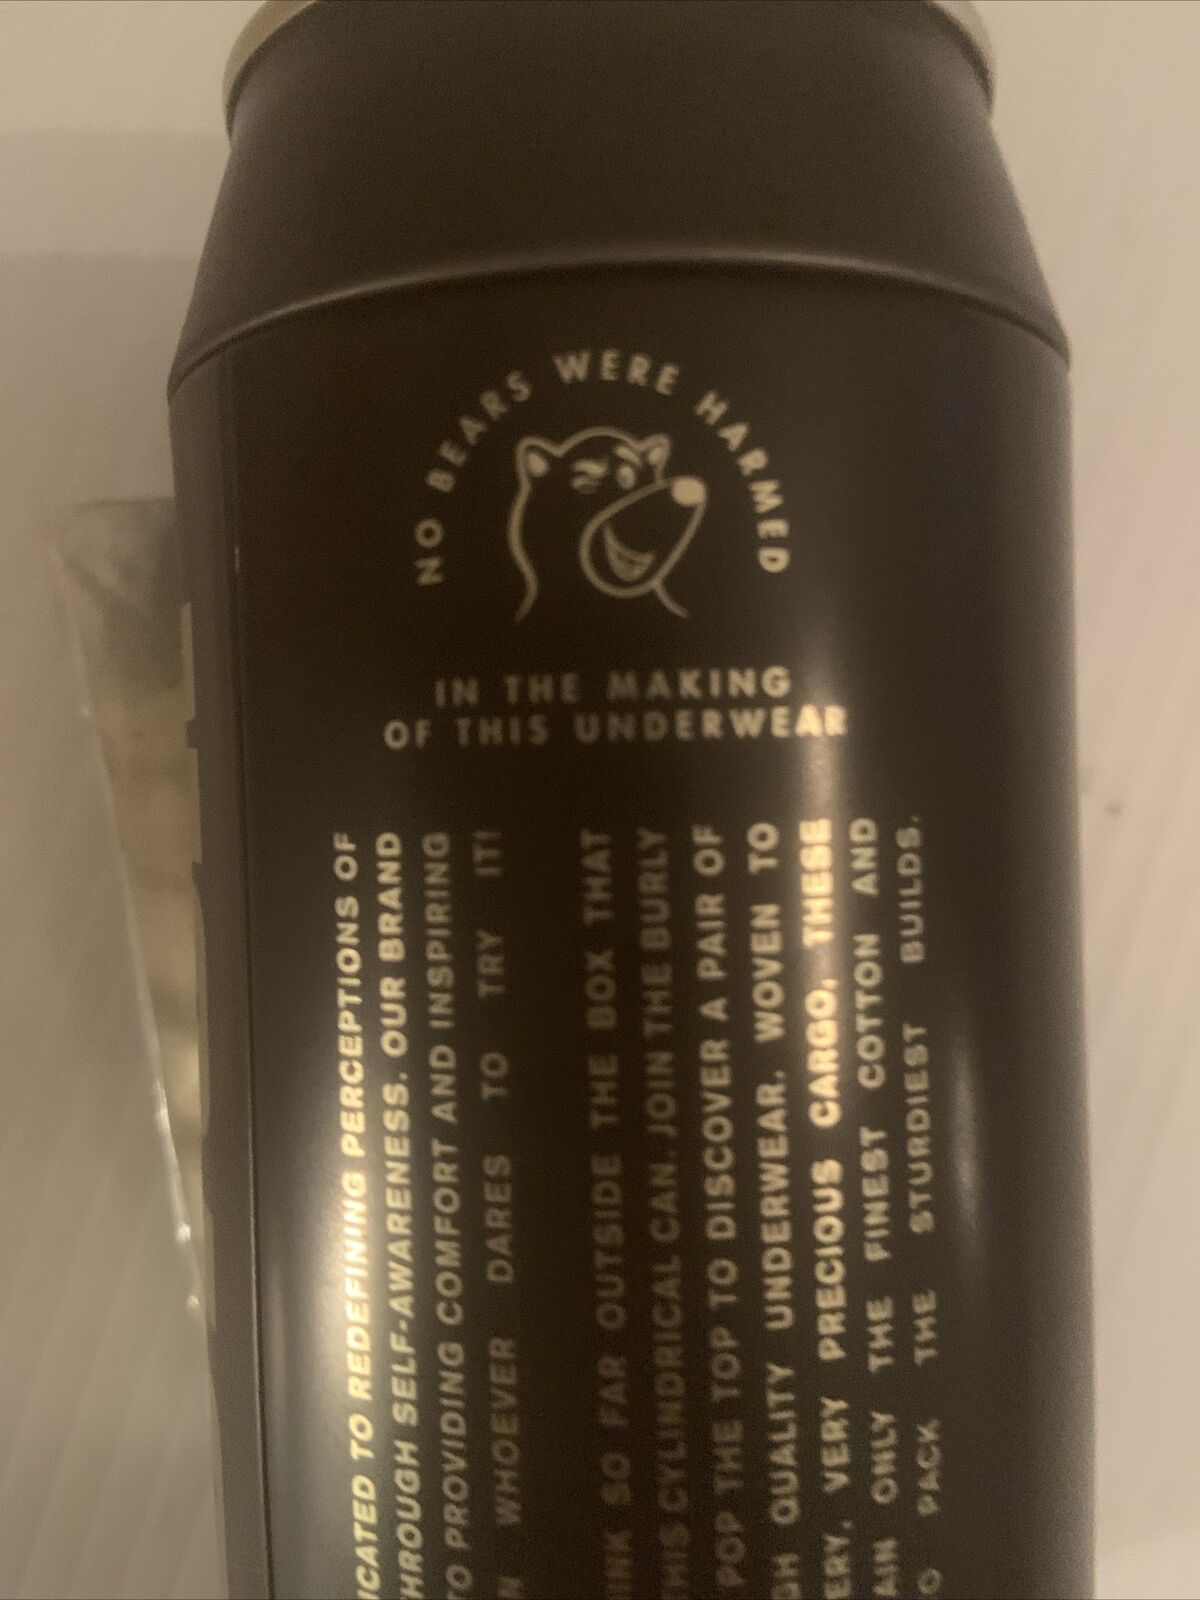 NO BEARS WERE HARMED
IN THE MAKING
OF THIS UNDERWEAR
TO REDEFINING PERCEPTIONS OF
SELF-AWARENESS. OUR BRAND
TO PROVIDING COMFORT AND INSPIRING
WHOEVER DARES TO TRY IT!
SO FAR OUTSIDE THE BOX THAT
THIS CYLINDRICAL CAN. JOIN THE BURLY
POP THE TOP TO DISCOVER A PAIR OF
QUALITY UNDERWEAR. WOVEN TO
VERY PRECIOUS CARGO, THESE
ONLY THE FINEST COTTON AND
PACK THE STURDIEST BUILDS.